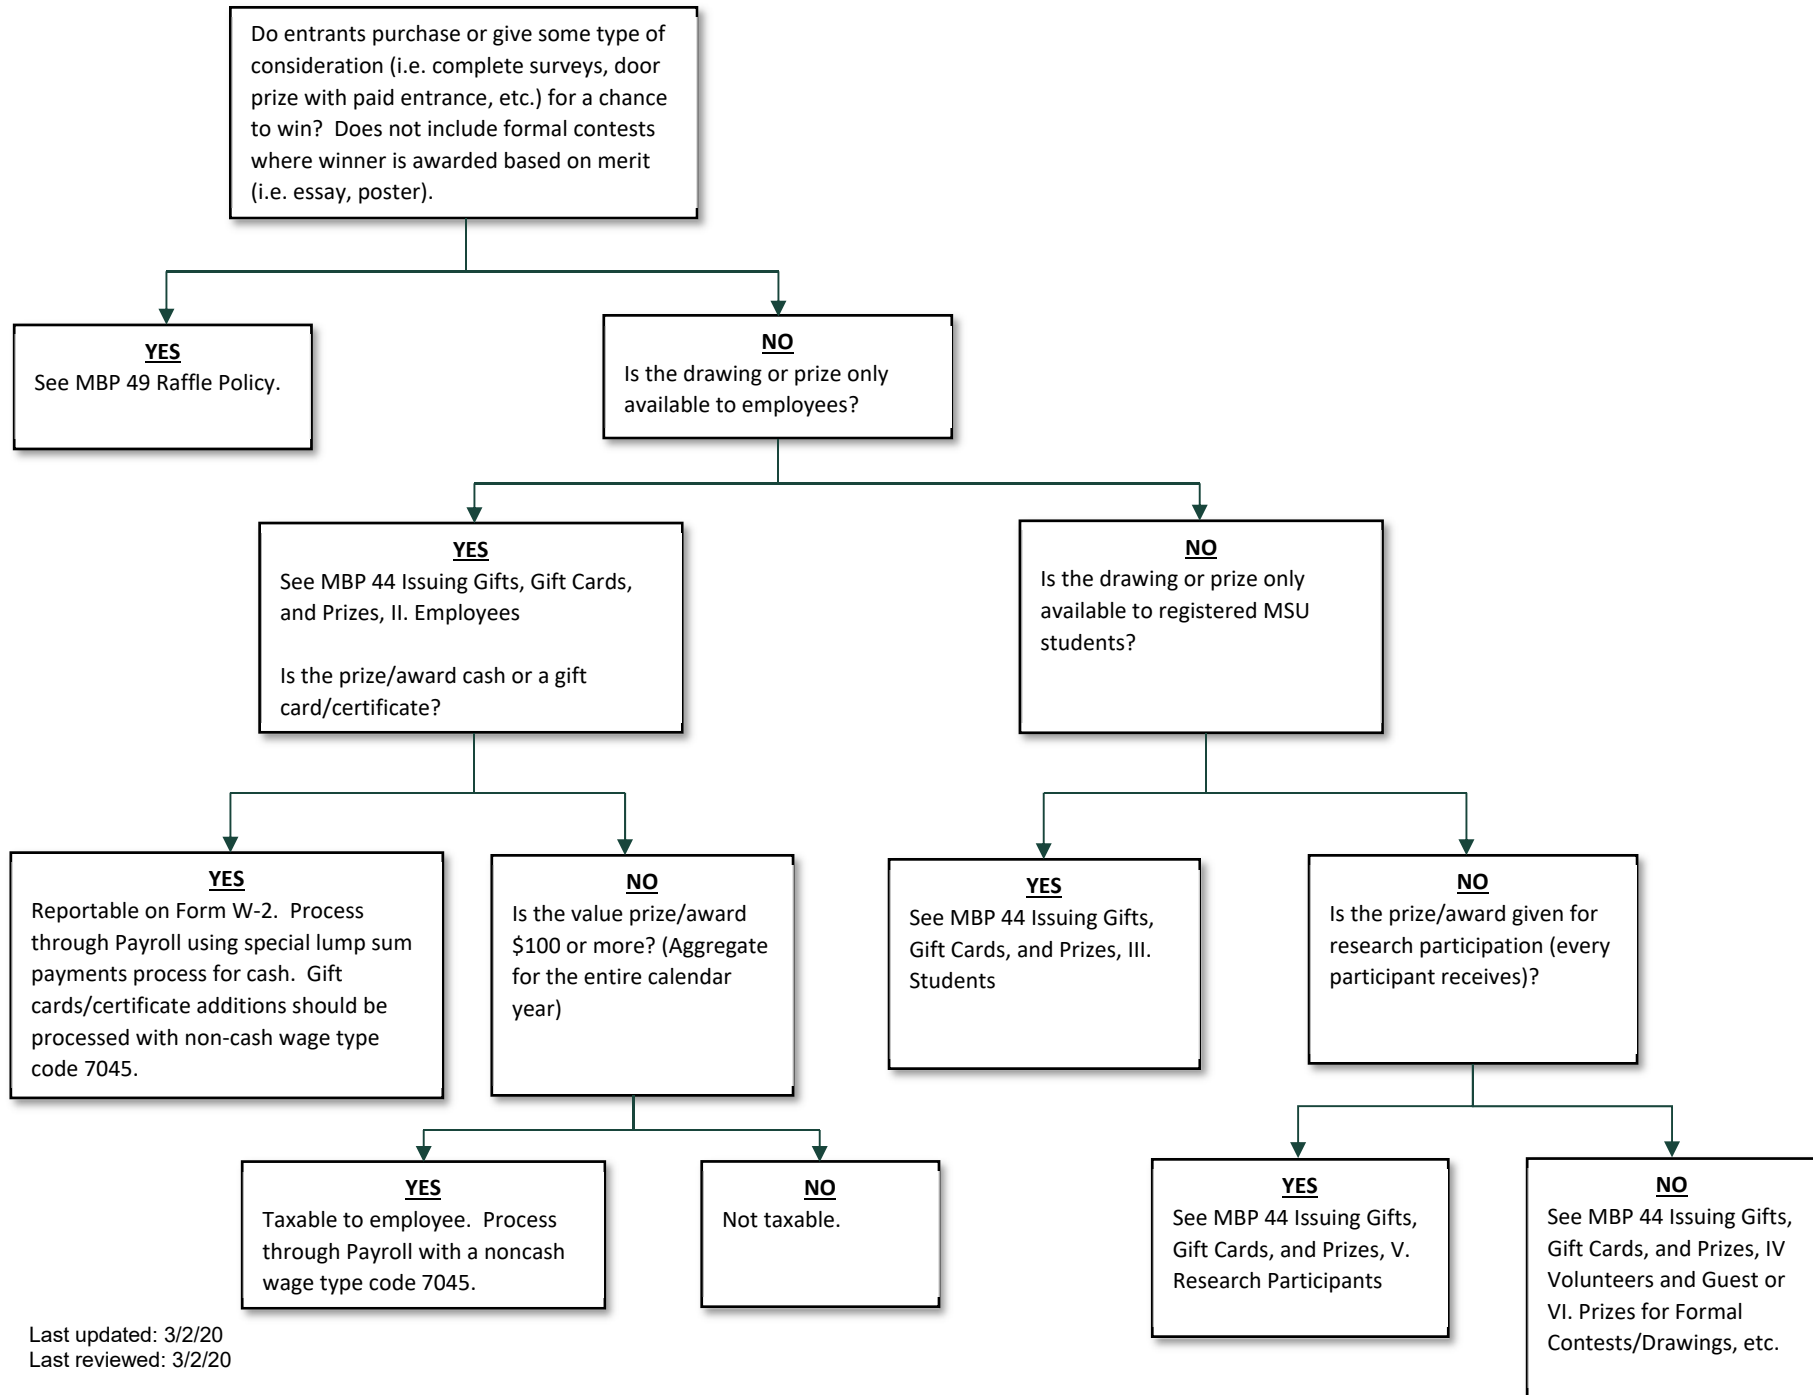 Do entrants purchase or give some type of
consideration (i.e. complete surveys, door
prize with paid entrance, etc.) for a chance
to win?  Does not include formal contests
where winner is awarded based on merit
(i.e. essay, poster).
YES
See MBP 49 Raffle Policy.
NO
Is the drawing or prize only
available to employees?
YES
See MBP 44 Issuing Gifts, Gift Cards,
and Prizes, II. Employees
Is the prize/award cash or a gift
card/certificate?
NO
Is the drawing or prize only
available to registered MSU
students?
YES
Reportable on Form W-2.  Process
through Payroll using special lump sum
payments process for cash.  Gift
cards/certificate additions should be
processed with non-cash wage type
code 7045.
NO
Is the value prize/award
$100 or more? (Aggregate
for the entire calendar
year)
YES
See MBP 44 Issuing Gifts,
Gift Cards, and Prizes, III.
Students
NO
Is the prize/award given for
research participation (every
participant receives)?
YES
Taxable to employee.  Process
through Payroll with a noncash
wage type code 7045.
NO
Not taxable.
YES
See MBP 44 Issuing Gifts,
Gift Cards, and Prizes, V.
Research Participants
NO
See MBP 44 Issuing Gifts,
Gift Cards, and Prizes, IV
Volunteers and Guest or
VI. Prizes for Formal
Contests/Drawings, etc.
Last updated: 3/2/20
Last reviewed: 3/2/20